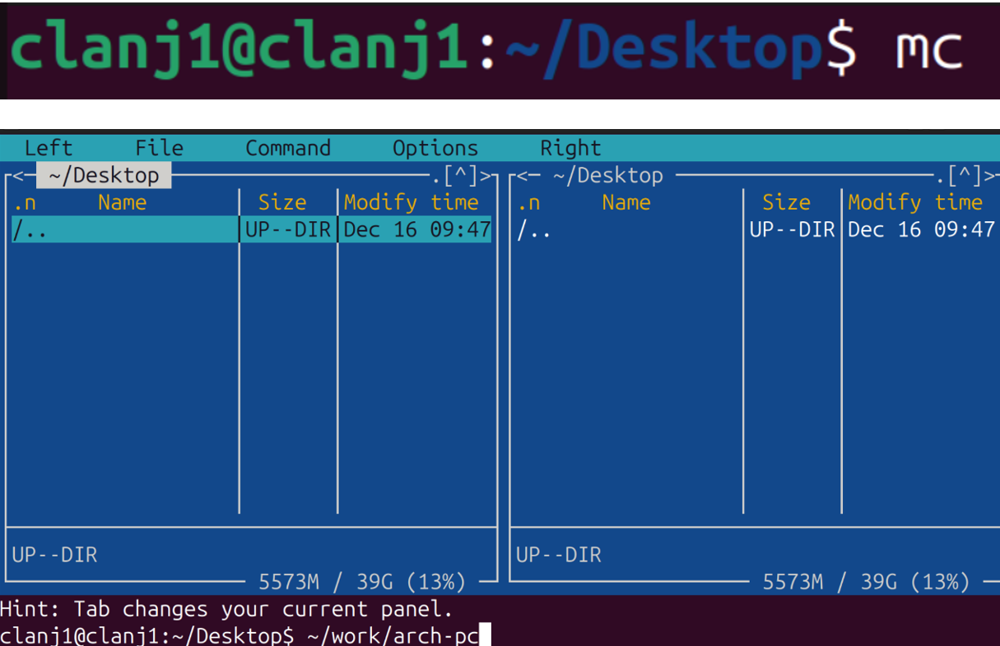 clanj1@clanj1:~/Desktop$ mc
Left File Command Options Right
<─ ~/Desktop ─.[^]> <─ ~/Desktop ─.[^]>
.n Name Size Modify time .n Name Size Modify time
/.. UP--DIR Dec 16 09:47 /.. UP--DIR Dec 16 09:47
UP--DIR UP--DIR
5573M / 39G (13%) 5573M / 39G (13%)
Hint: Tab changes your current panel.
clanj1@clanj1:~/Desktop$ ~/work/arch-pc